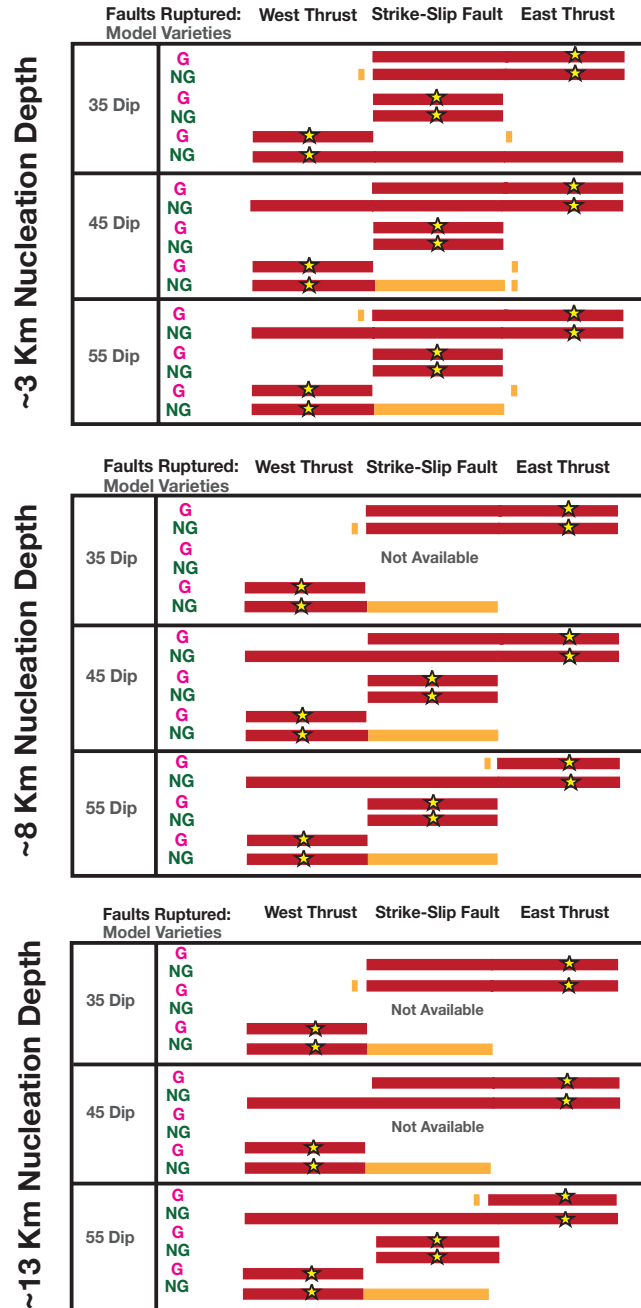 Faults Ruptured: West Thrust Strike-Slip Fault East Thrust
Model Varieties
~3 Km Nucleation Depth
35 Dip
G
NG
G
NG
G
NG
45 Dip
G
NG
G
NG
G
NG
55 Dip
G
NG
G
NG
G
NG
Faults Ruptured: West Thrust Strike-Slip Fault East Thrust
Model Varieties
~8 Km Nucleation Depth
35 Dip
G
NG
G
NG
Not Available
G
NG
45 Dip
G
NG
G
NG
G
NG
55 Dip
G
NG
G
NG
G
NG
Faults Ruptured: West Thrust Strike-Slip Fault East Thrust
Model Varieties
~13 Km Nucleation Depth
35 Dip
G
NG
G
NG
Not Available
G
NG
45 Dip
G
NG
G
NG
Not Available
G
NG
55 Dip
G
NG
G
NG
G
NG